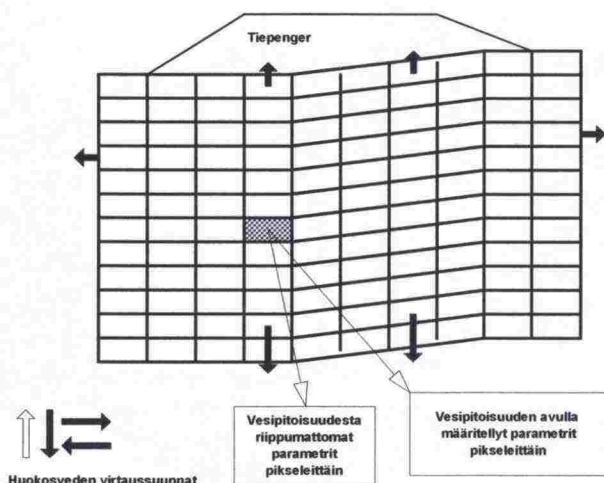 Tiepenger
Vesipitoisuudesta
riippumattomat
parametrit
pikseleittäin
Vesipitoisuuden avulla
määritellyt parametrit
pikseleittäin
Huokosveden virtaussuunnat